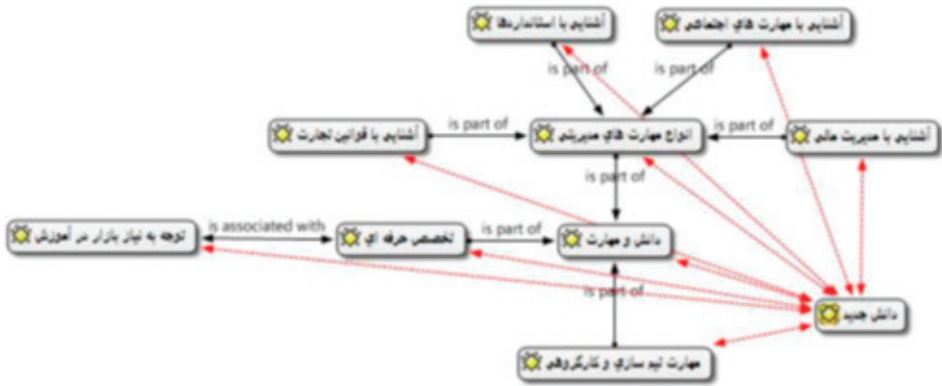 آشنایی با استانداردها
آشنایی با مهارت های اجتماعی
is part of
is part of
آشنایی با قوانین تجارت
is part of
انواع مهارت های مدیریتی
is part of
آشنایی با مدیریت مالی
is part of
توجه به نیاز بازار در آموزش
is associated with
تخصص حرفه اي
is part of
دانش و مهارت
is part of
دانش جدید
مهارت تیم سازي و کارگروهی